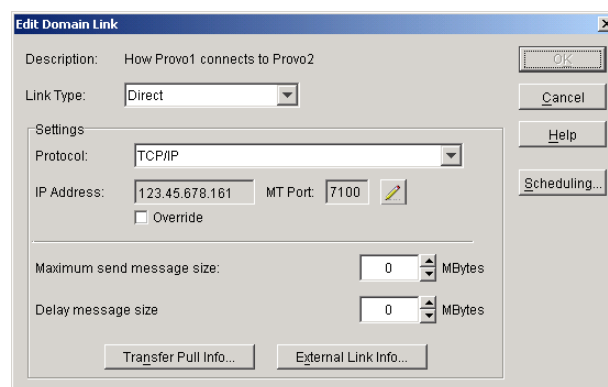 Edit Domain Link
Description: How Provo1 connects to Provo2
OK
Link Type: Direct
Cancel
Settings
Help
Protocol: TCP/IP
IP Address: 123.45.678.161 MT Port: 7100
Scheduling...
Override
Maximum send message size: 0 MBytes
Delay message size 0 MBytes
Transfer Pull Info... External Link Info...